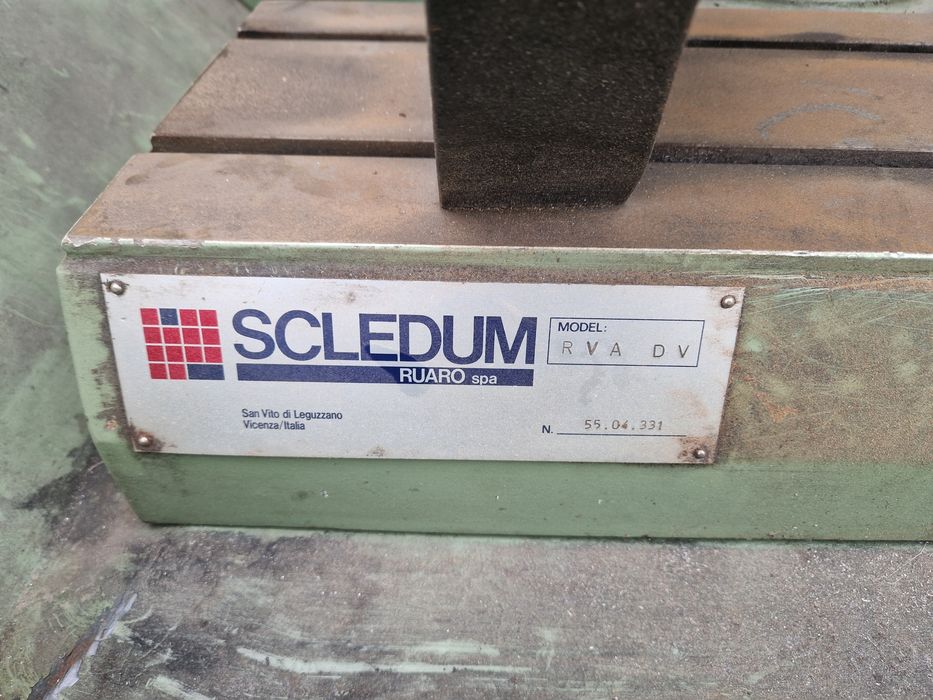 SCLEDUM
RUARO spa
MODEL:
RVA DV
San Vito di Leguzzano
Vicenza/Italia
N. 55.04.331